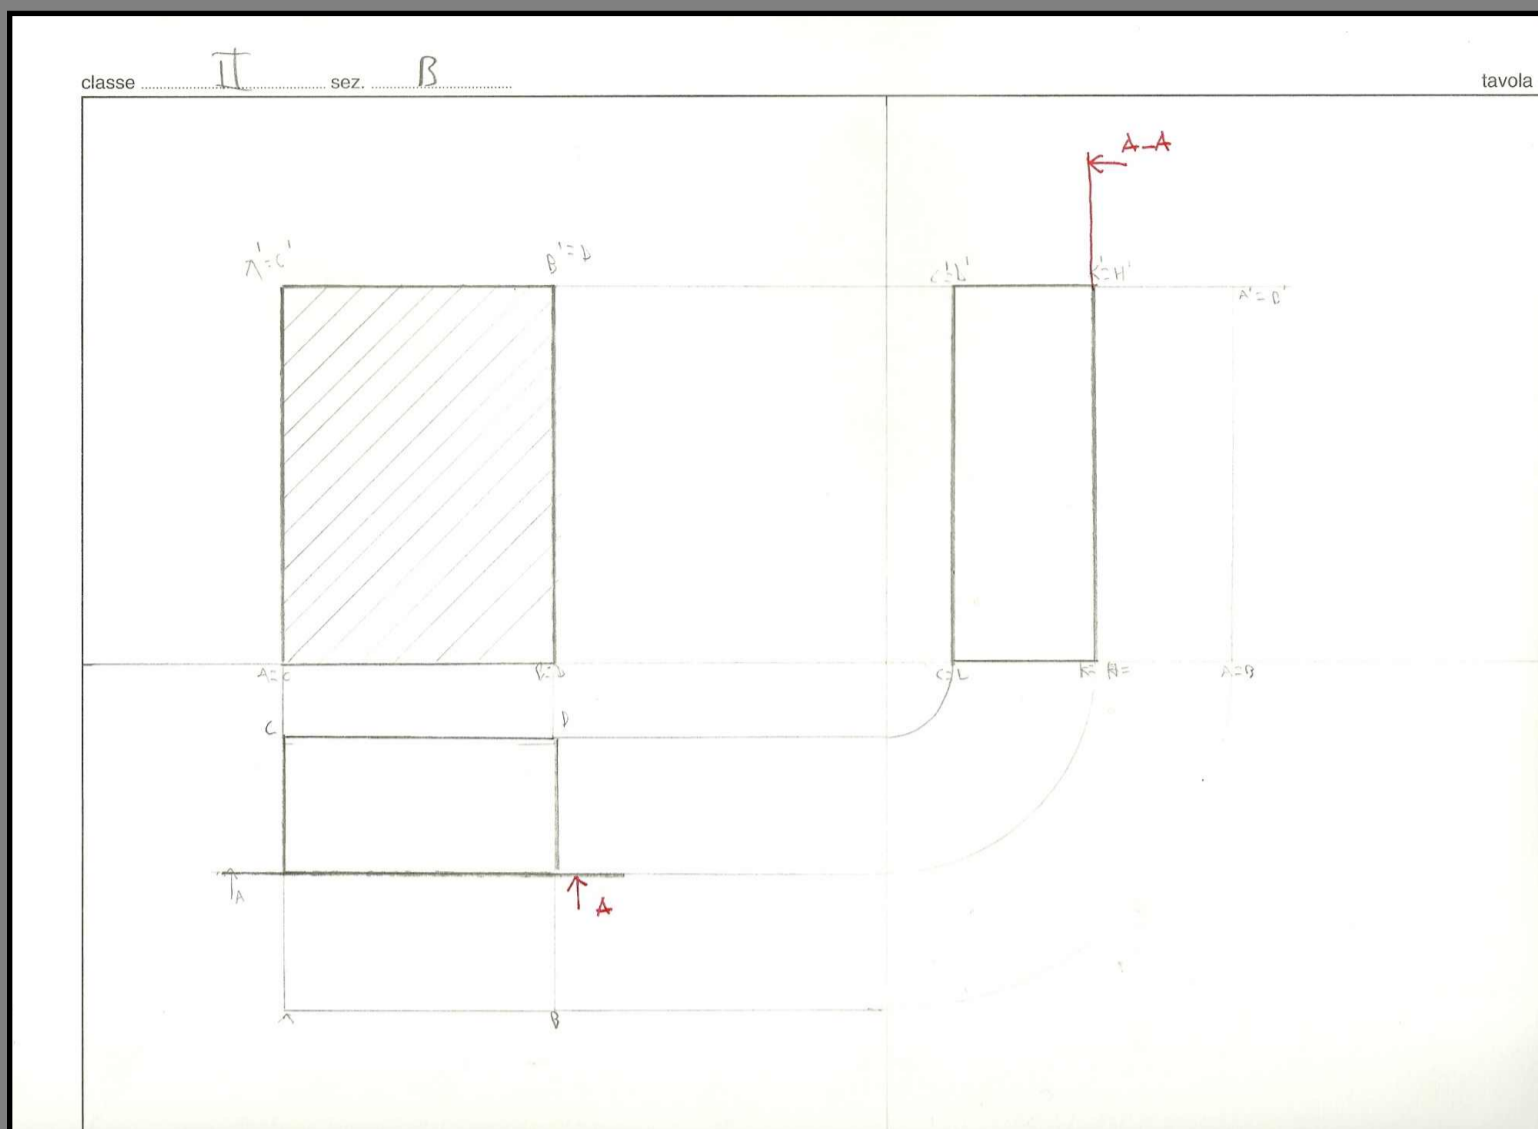 classe II sez. B
tavola
A-A
A'=C'
B'=D
C'=L'
K'=H'
A'=B'
A=C
B=D
C=L
K=H=
A=B
C
D
A
A
A
B